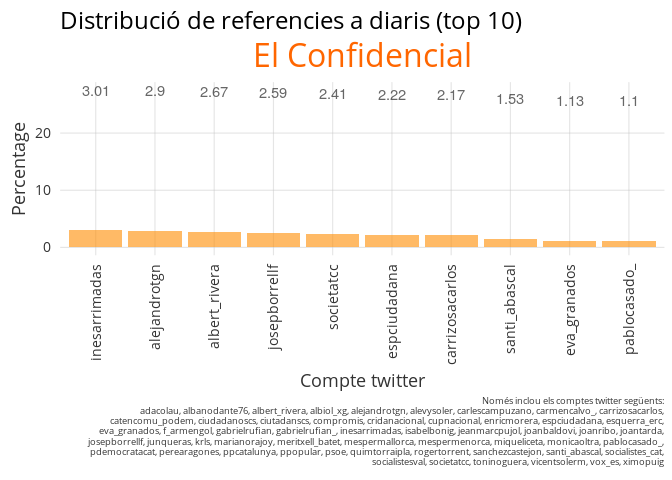 Distribució de referencies a diaris (top 10)
El Confidencial
3.01 2.9 2.67 2.59 2.41 2.22 2.17 1.53 1.13 1.1
Percentage
20
10
0
inesarrimadas
alejandrotgn
albert_rivera
josepborrellf
societatcc
espciudadana
carrizosacarlos
santi_abascal
eva_granados
pablocasado_
Compte twitter
Només inclou els comptes twitter següents:
adacolau, albanodante76, albert_rivera, albiol_xg, alejandrotgn, alevysoler, carlescampuzano, carmencalvo_, carrizosacarlos,
catencomu_podem, ciudadanoscs, ciutadanscs, compromis, cridanacional, cupnacional, enricmorera, espciudadana, esquerra_erc,
eva_granados, f_armengol, gabrielrufian, gabrielrufian_, inesarrimadas, isabelbonig, jeanmarcpujol, joanbaldovi, joanribo, joantarda,
josepborrellf, junqueras, krls, marianorajoy, meritxell_batet, mespermallorca, mespermenorca, miqueliceta, monicaoltra, pablocasado_,
pdemocratacat, perearagones, ppcatalunya, ppopular, psoe, quimtorraipla, rogertorrent, sanchezcastejon, santi_abascal, socialistes_cat,
socialistesval, societatcc, toninoguera, vicentsolerm, vox_es, ximopuig